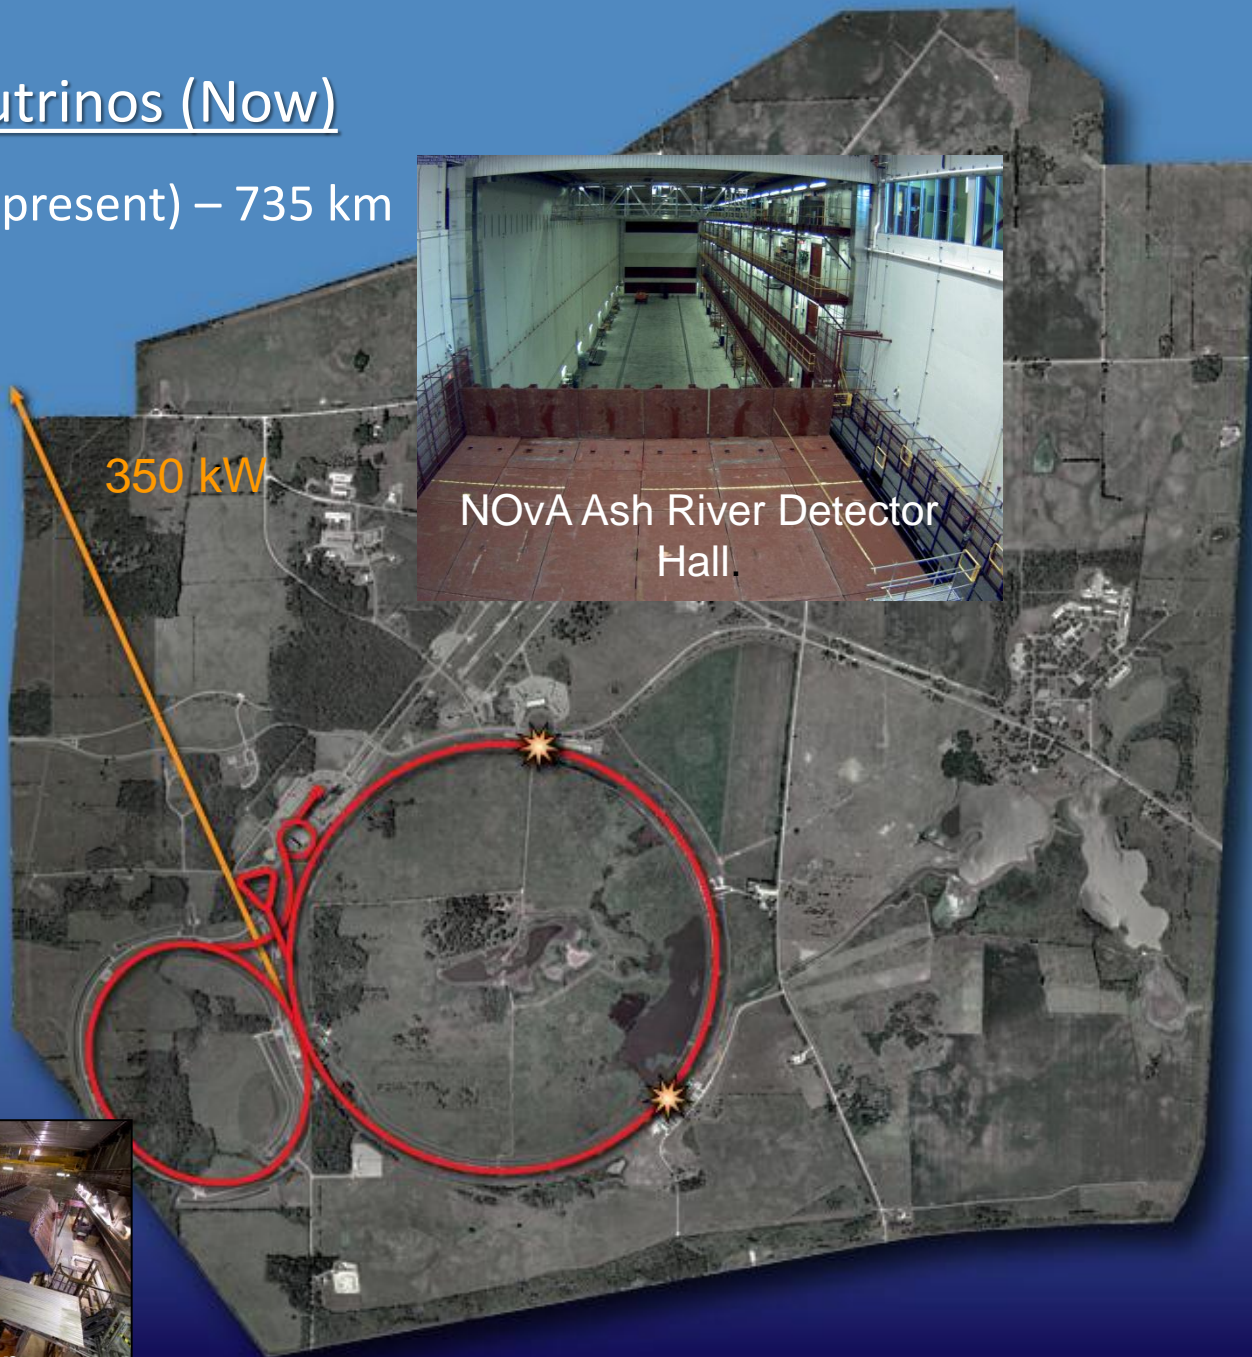 utrinos (Now)
present) – 735 km
350 kW
NOvA Ash River Detector
Hall.